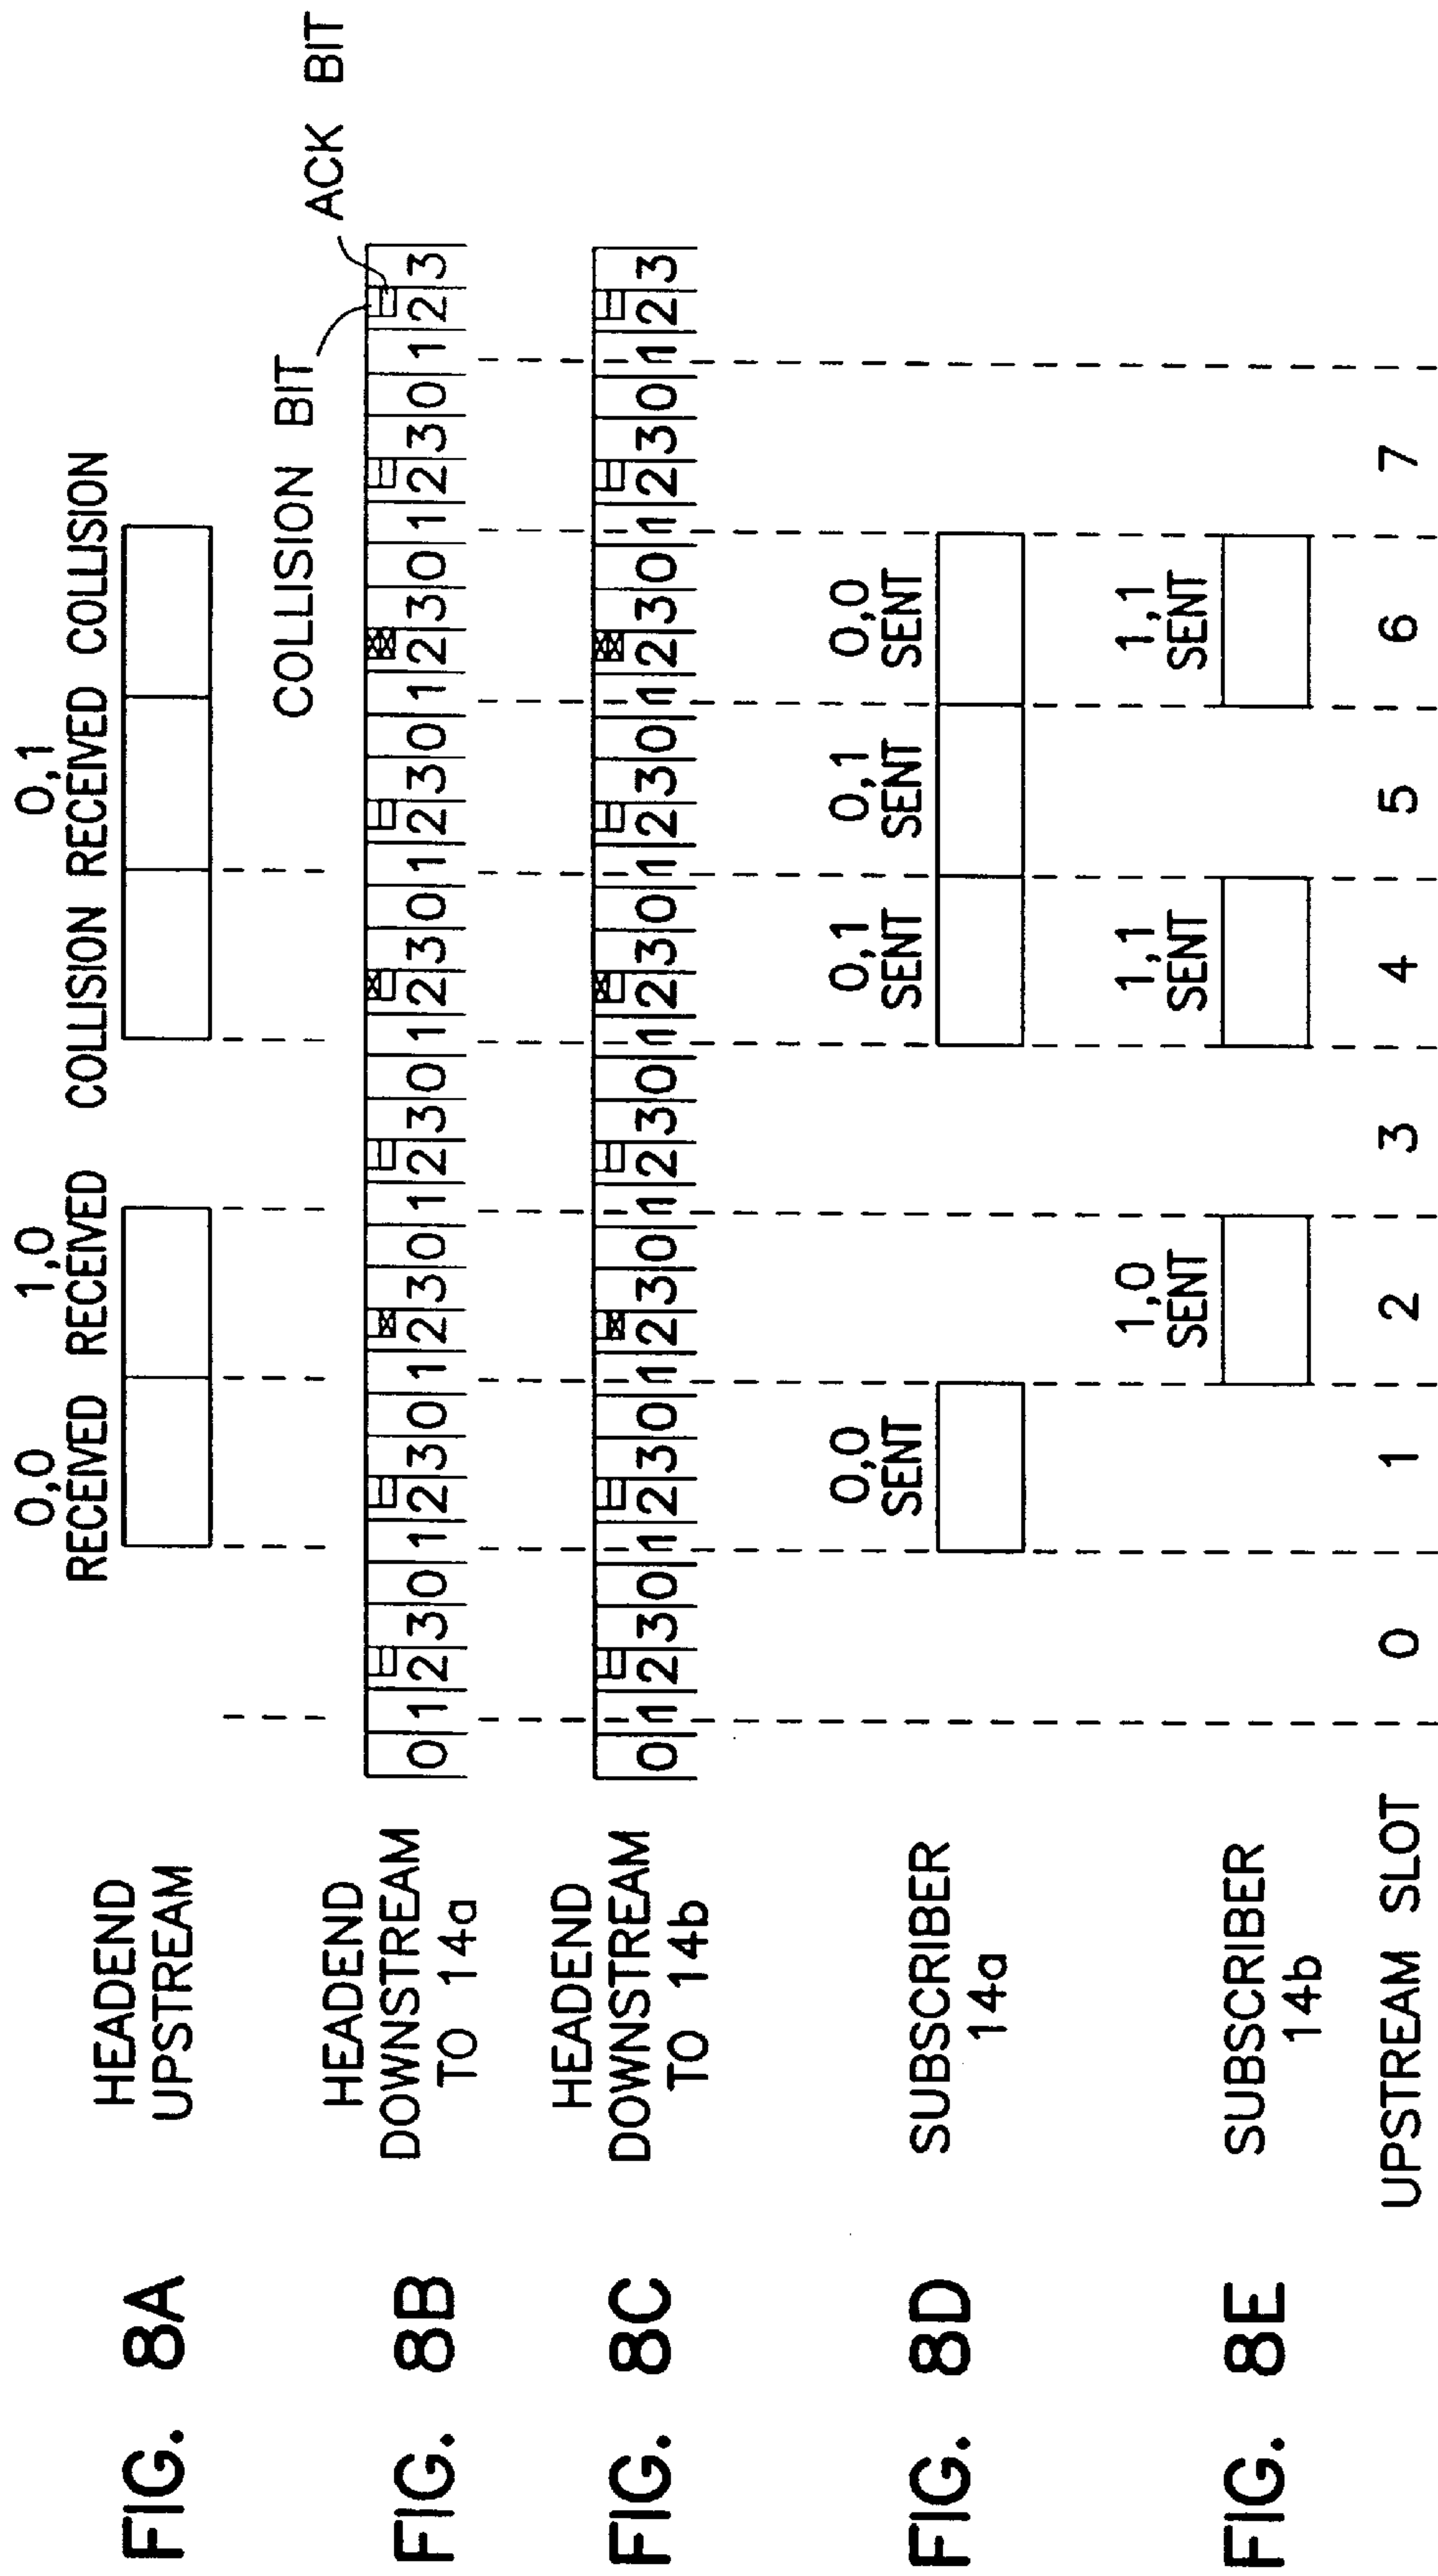 FIG. 8A
HEADEND
UPSTREAM
0,0
RECEIVED
1,0
RECEIVED
COLLISION
0,1
RECEIVED
COLLISION
COLLISION BIT
ACK BIT
FIG. 8B
HEADEND
DOWNSTREAM
TO 14a
0 1 2 3 0 1 2 3 0 1 2 3 0 1 2 3 0 1 2 3 0 1 2 3 0 1 2 3 0 1 2 3 0 1 2 3
FIG. 8C
HEADEND
DOWNSTREAM
TO 14b
0 1 2 3 0 1 2 3 0 1 2 3 0 1 2 3 0 1 2 3 0 1 2 3 0 1 2 3 0 1 2 3 0 1 2 3
FIG. 8D
SUBSCRIBER
14a
0,0
SENT
0,1
SENT
0,1
SENT
0,0
SENT
FIG. 8E
SUBSCRIBER
14b
1,0
SENT
1,1
SENT
1,1
SENT
UPSTREAM SLOT 0 1 2 3 4 5 6 7